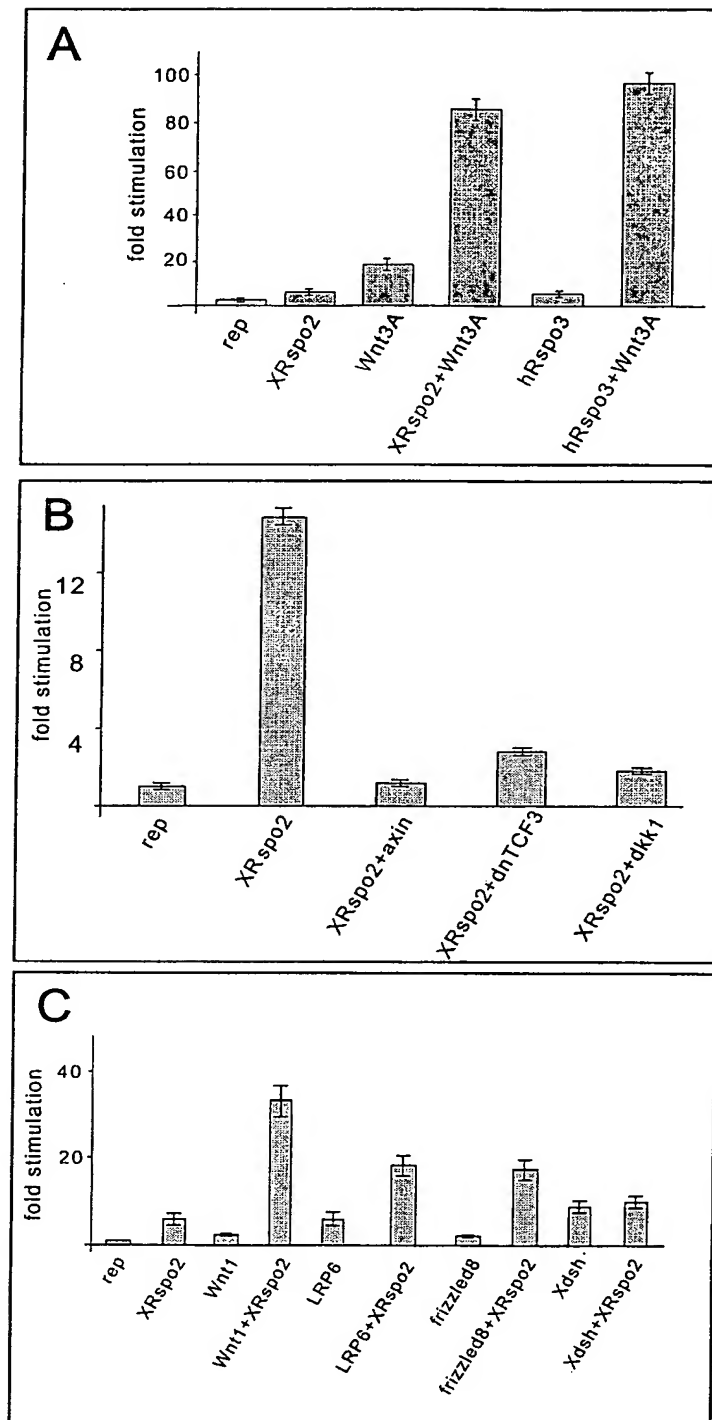 A
fold stimulation
100
80
60
40
20
rep
XRspo2
Wnt3A
XRspo2+Wnt3A
hRspo3
hRspo3+Wnt3A
B
fold stimulation
12
8
4
rep
XRspo2
XRspo2+axin
XRspo2+dnTCF3
XRspo2+dkk1
C
fold stimulation
40
20
rep
XRspo2
Wnt1
Wnt1+XRspo2
LRP6
LRP6+XRspo2
frizzled8
frizzled8+XRspo2
Xdsh.
Xdsh+XRspo2